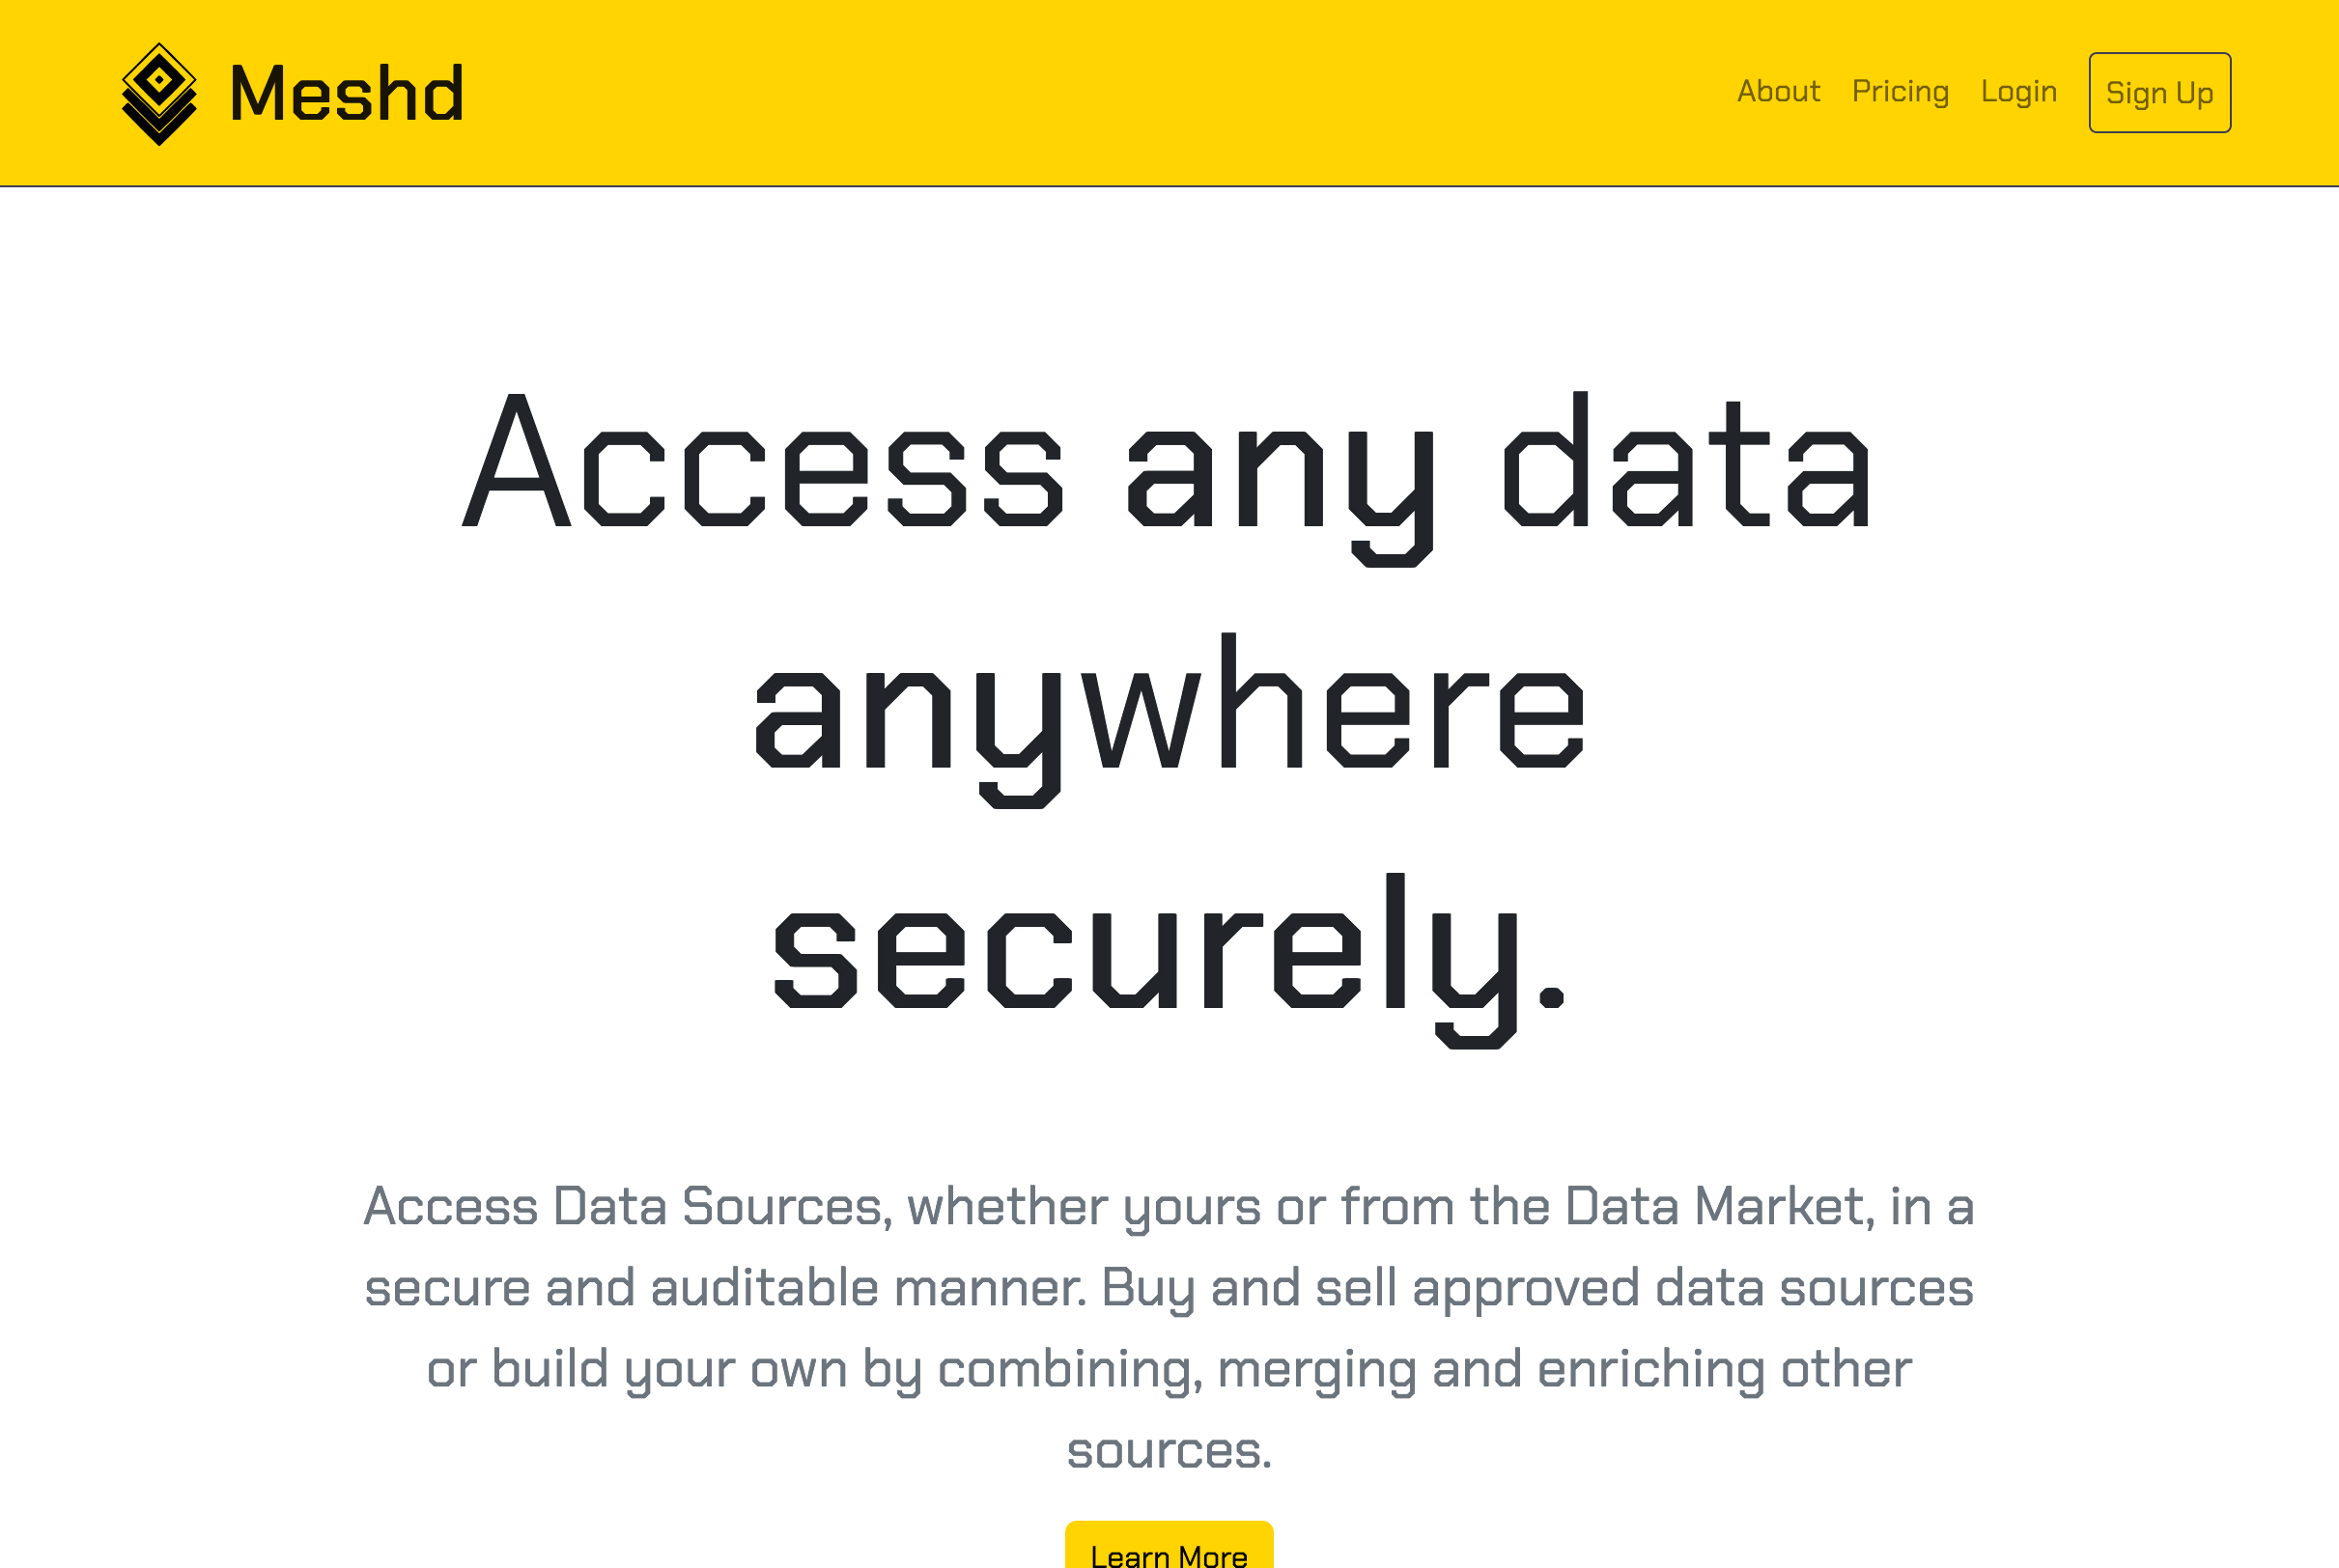 Meshd
About Pricing Login Sign Up
Access any data
anywhere
securely.
Access Data Sources, whether yours or from the Data Market, in a
secure and auditable manner. Buy and sell approved data sources
or build your own by combining, merging and enriching other
sources.
Learn More